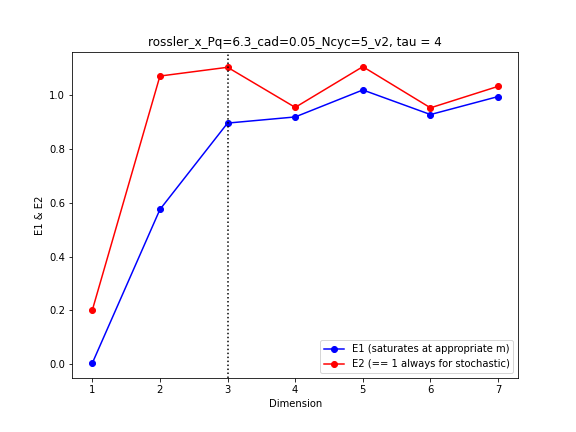 rossler_x_Pq=6.3_cad=0.05_Ncyc=5_v2, tau = 4
E1 & E2
1.0
0.8
0.6
0.4
0.2
0.0
E1 (saturates at appropriate m)
E2 (== 1 always for stochastic)
1 2 3 4 5 6 7
Dimension